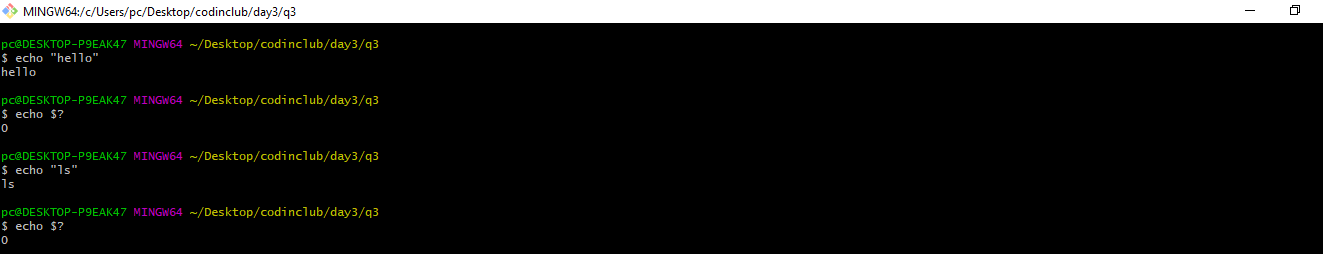 MINGW64:/c/Users/pc/Desktop/codinclub/day3/q3
pc@DESKTOP-P9EAK47 MINGW64 ~/Desktop/codinclub/day3/q3
$ echo "hello"
hello
pc@DESKTOP-P9EAK47 MINGW64 ~/Desktop/codinclub/day3/q3
$ echo $?
0
pc@DESKTOP-P9EAK47 MINGW64 ~/Desktop/codinclub/day3/q3
$ echo "ls"
ls
pc@DESKTOP-P9EAK47 MINGW64 ~/Desktop/codinclub/day3/q3
$ echo $?
0